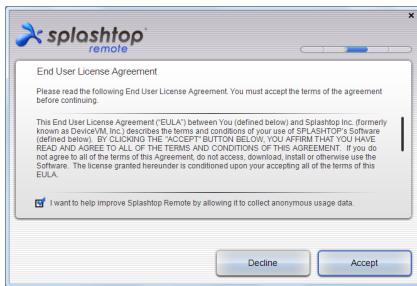 splashtop
remote
End User License Agreement
Please read the following End User License Agreement. You must accept the terms of the agreement
before continuing.
This End User License Agreement ("EULA") between You (defined below) and Splashtop Inc. (formerly
known as DeviceVM, Inc.) describes the terms and conditions of your use of SPLASHTOP's Software
(defined below). BY CLICKING THE "ACCEPT" BUTTON BELOW, YOU AFFIRM THAT YOU HAVE
READ AND AGREE TO ALL OF THE TERMS AND CONDITIONS OF THIS AGREEMENT. If you do
not agree to all of the terms of this Agreement, do not access, download, install or otherwise use the
Software. The license granted hereunder is conditioned upon your accepting all of the terms of this
EULA.
I want to help improve Splashtop Remote by allowing it to collect anonymous usage data.
Decline
Accept